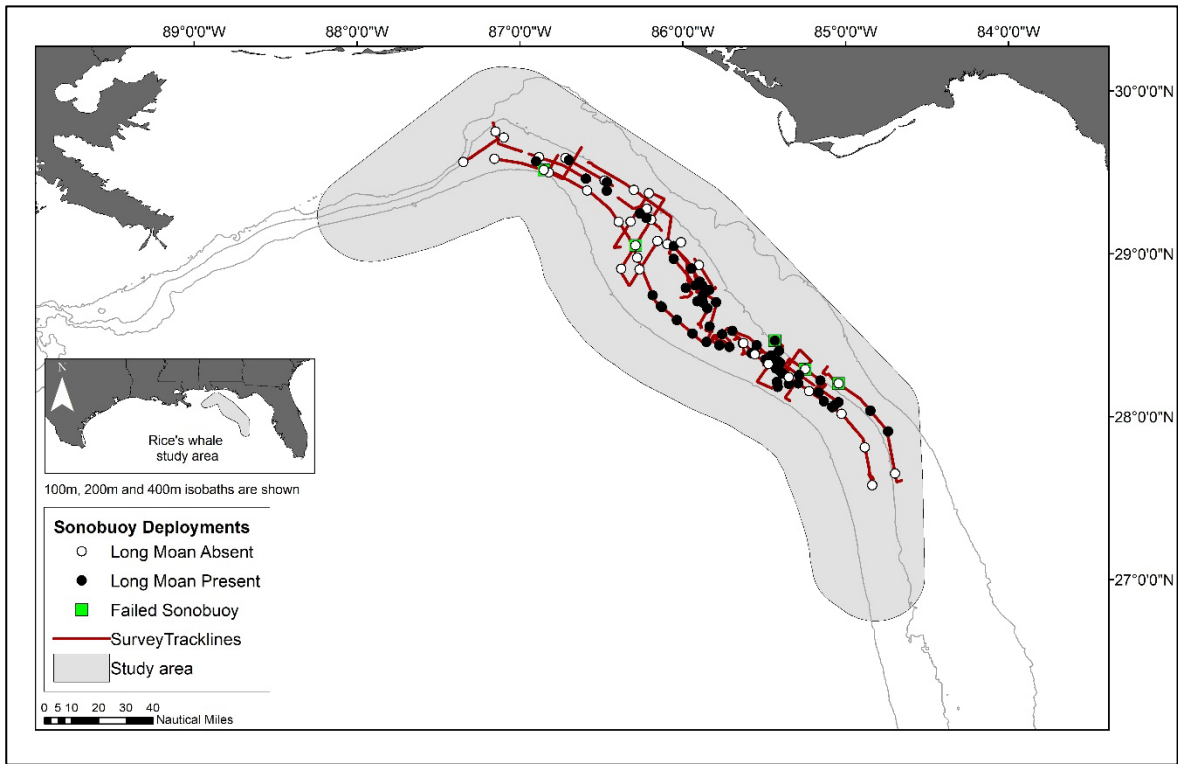 89°0'0"W 88°0'0"W 87°0'0"W 86°0'0"W 85°0'0"W 84°0'0"W
30°0'0"N
29°0'0"N
28°0'0"N
27°0'0"N
N
Rice's whale
study area
100m, 200m and 400m isobaths are shown
Sonobuoy Deployments
Long Moan Absent
Long Moan Present
Failed Sonobuoy
SurveyTracklines
Study area
0 5 10 20 30 40
Nautical Miles